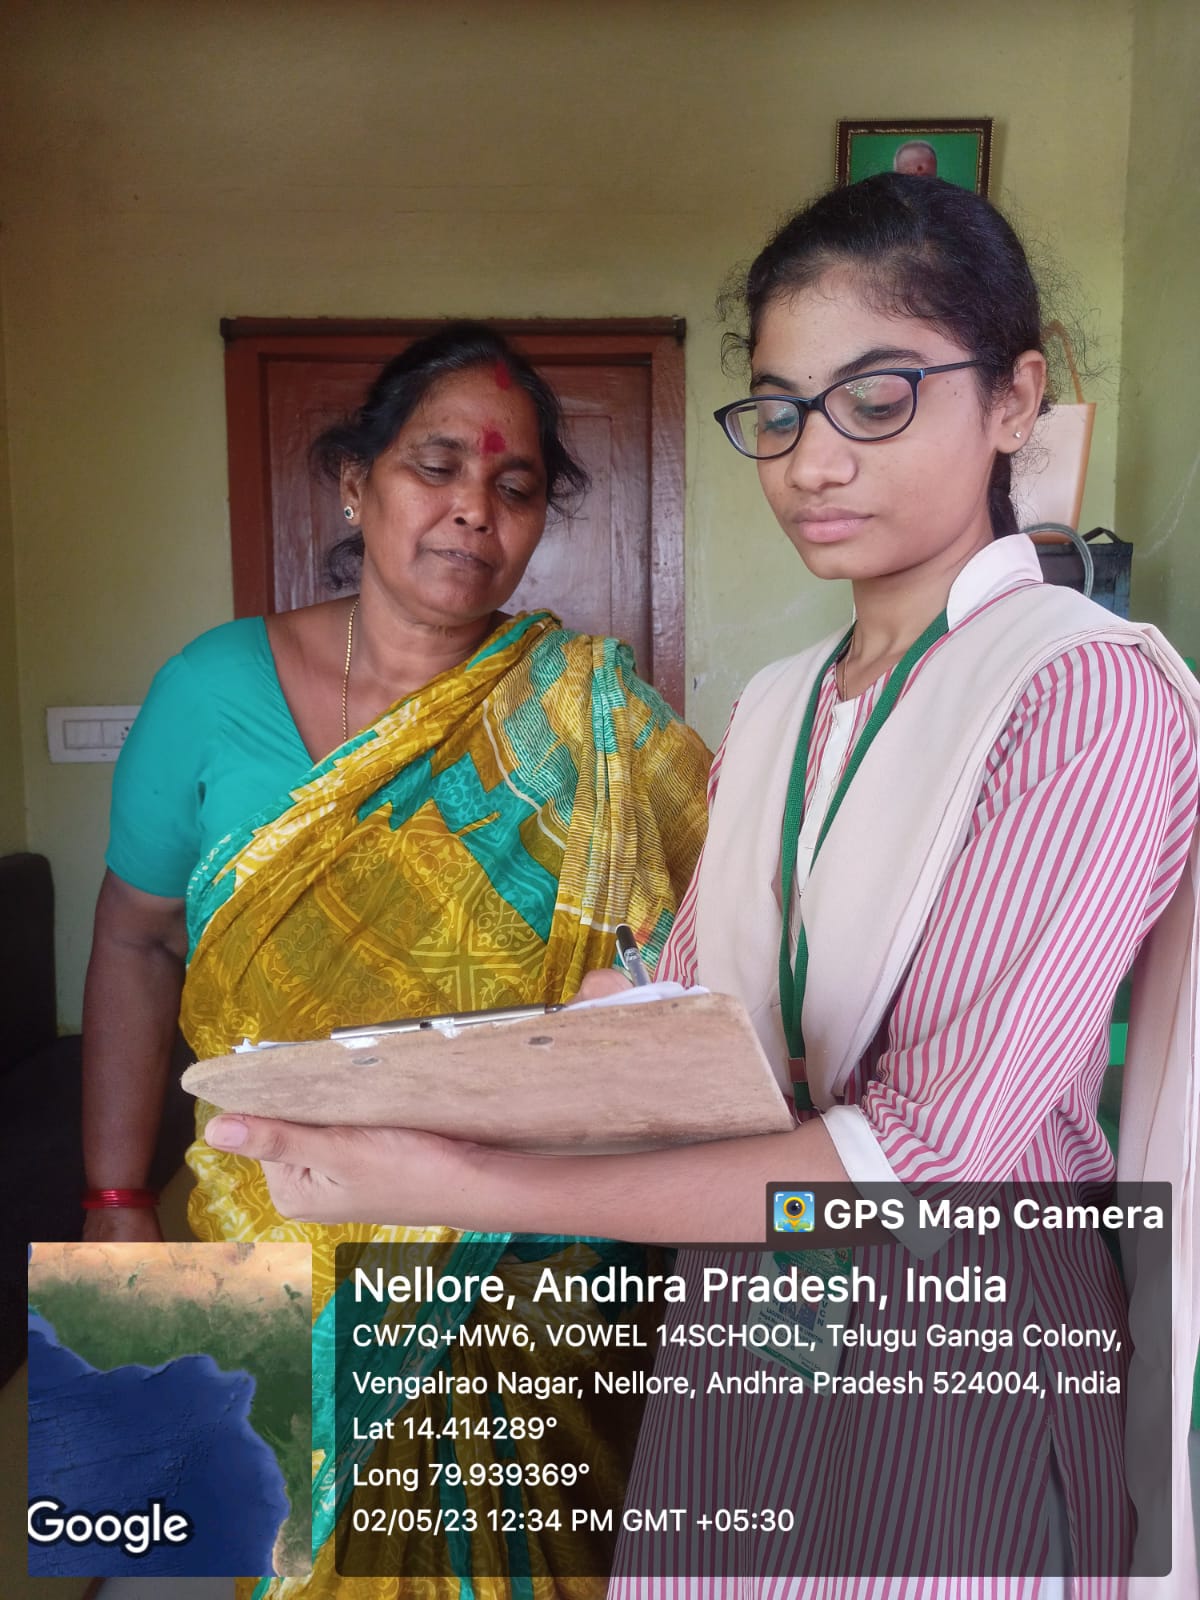 GPS Map Camera
Nellore, Andhra Pradesh, India
CW7Q+MW6, VOWEL 14SCHOOL, Telugu Ganga Colony,
Vengalrao Nagar, Nellore, Andhra Pradesh 524004, India
Lat 14.414289°
Long 79.939369°
02/05/23 12:34 PM GMT +05:30
Google